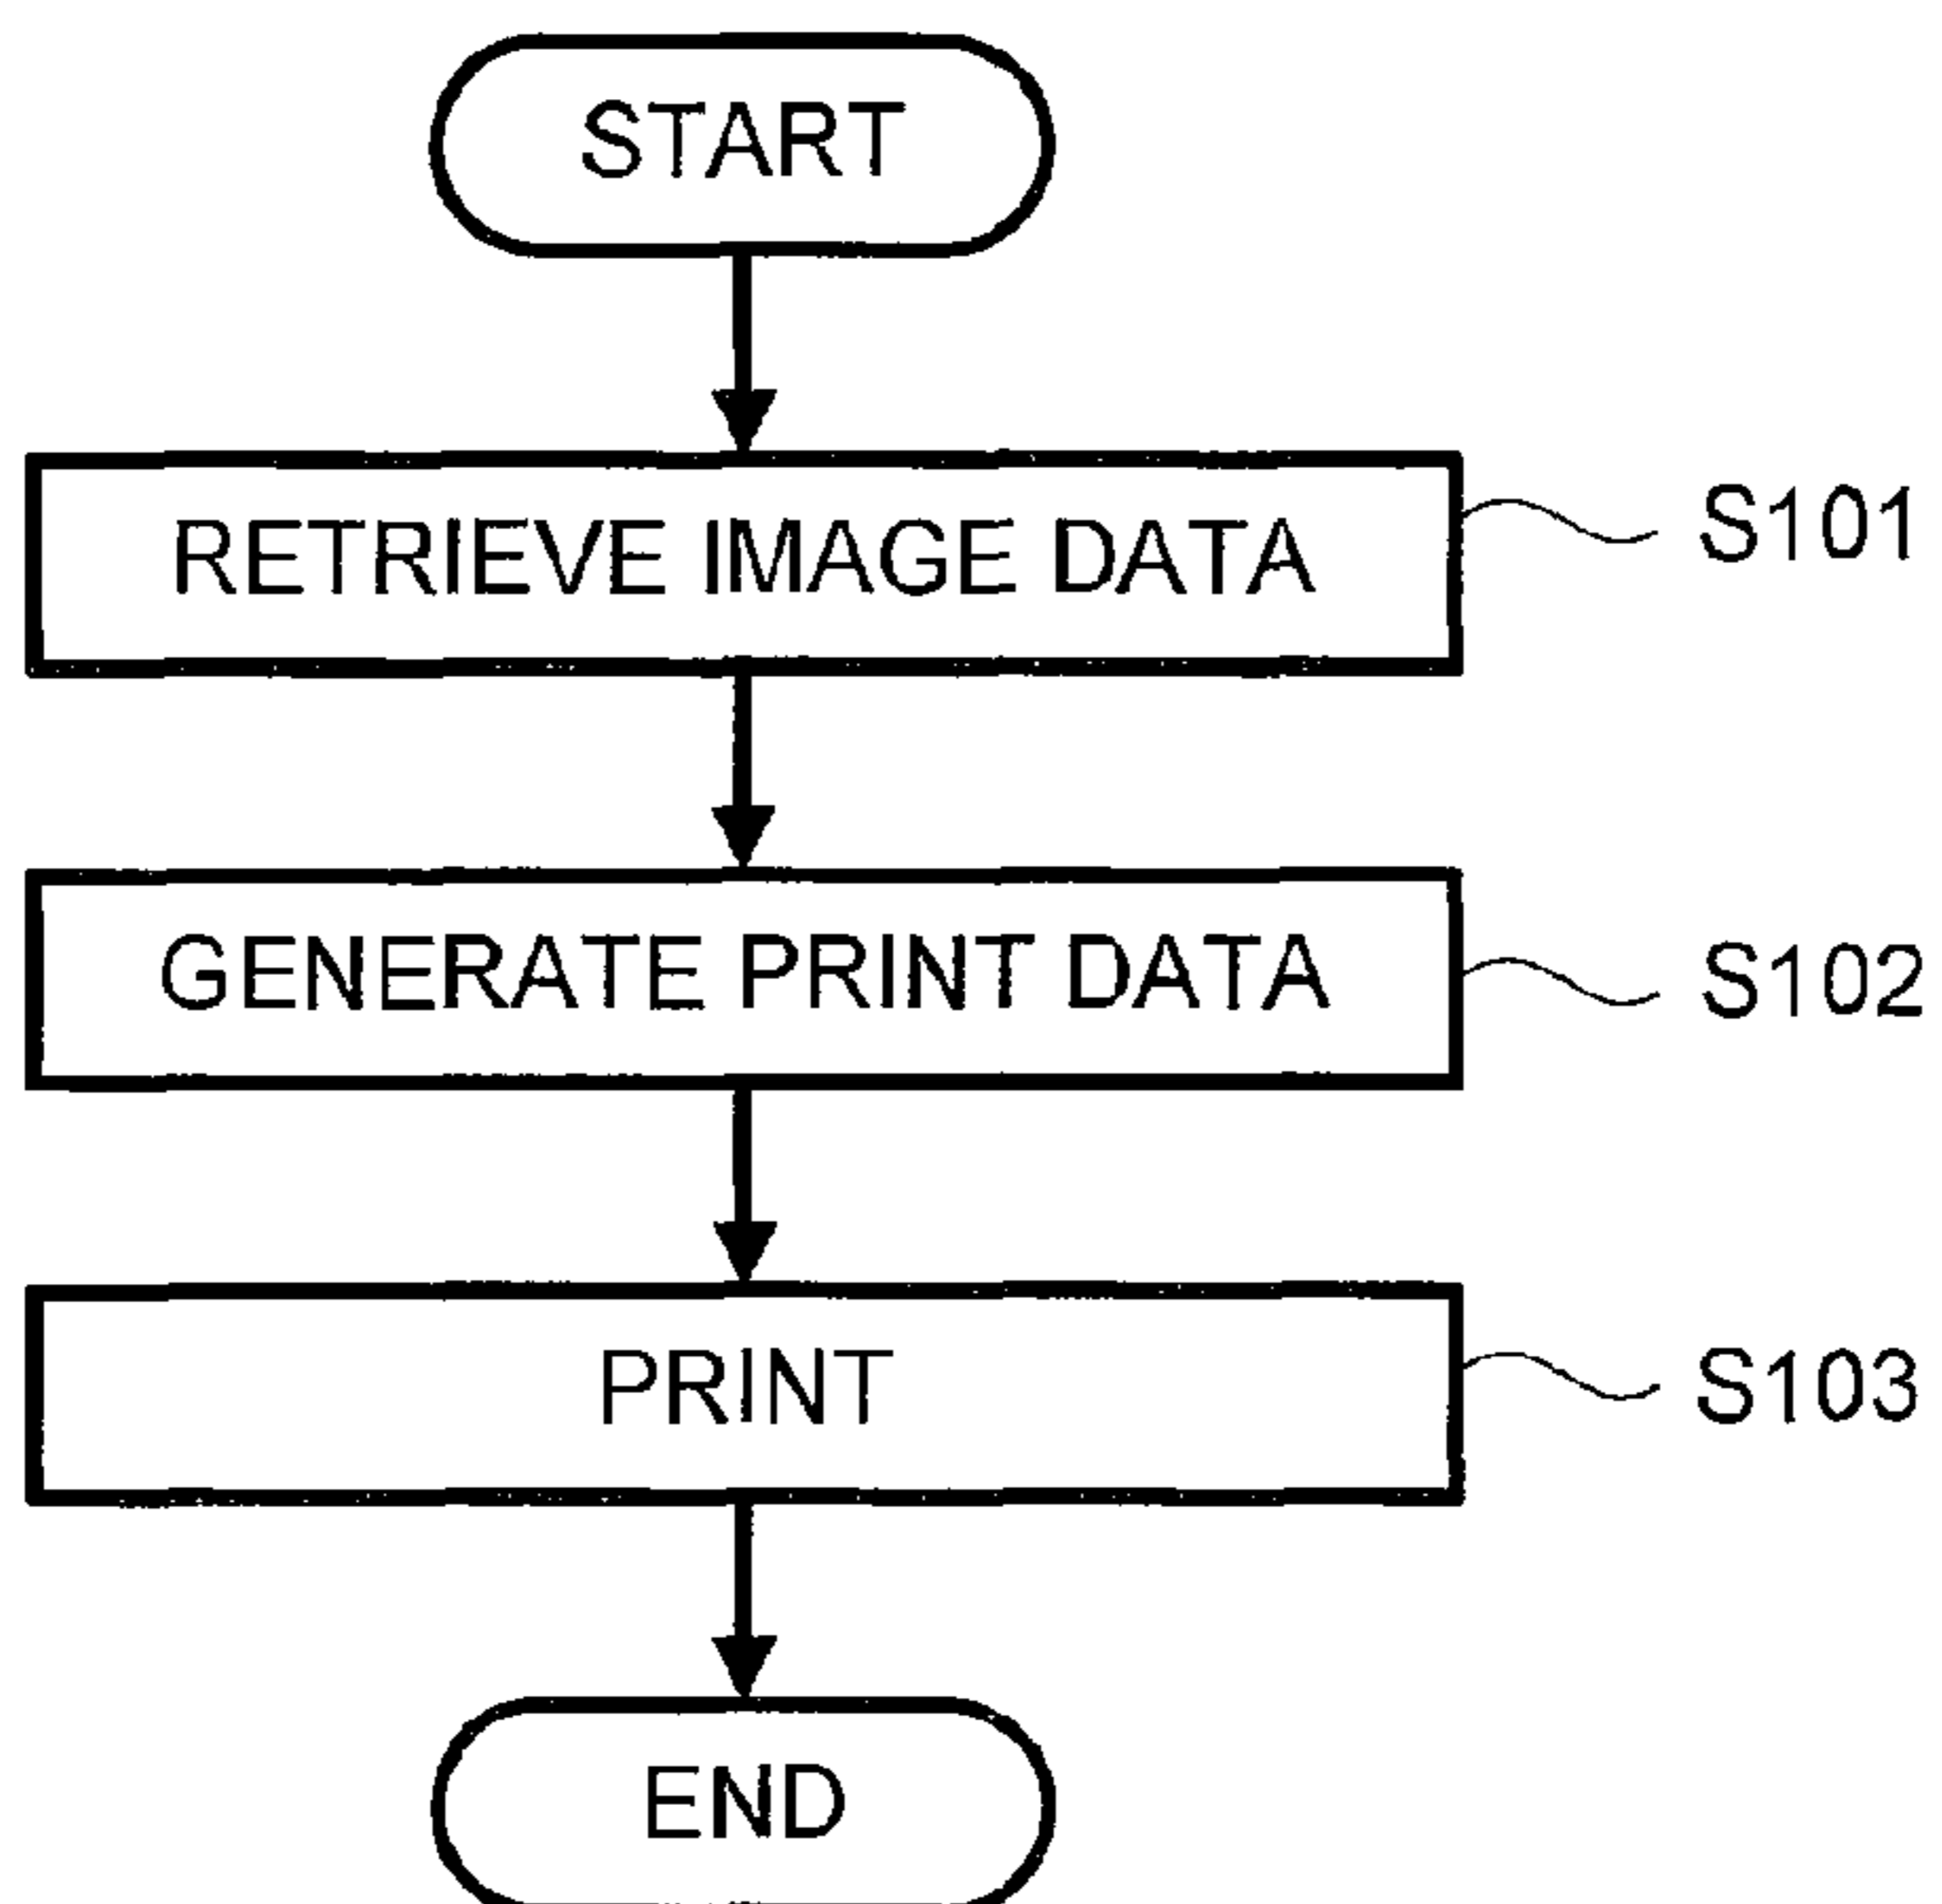 START
RETRIEVE IMAGE DATA
S101
GENERATE PRINT DATA
S102
PRINT
S103
END